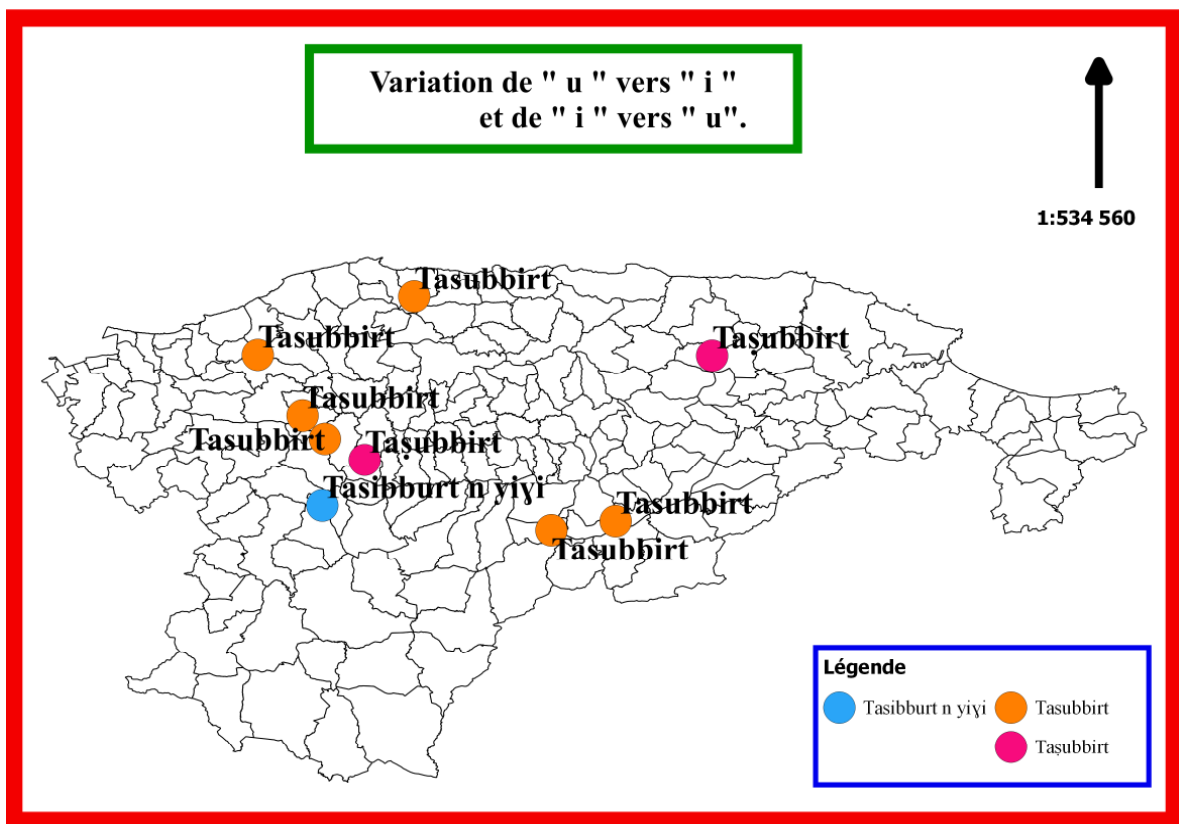 Variation de " u " vers " i "
et de " i " vers " u".
1:534 560
Tasubbirt
Tasubbirt
Taṣubbirt
Tasubbirt
Tasubbirt
Taṣubbirt
Tasibburt n yiɣi
Tasubbirt
Tasubbirt
Légende
Tasibburt n yiɣi
Tasubbirt
Taṣubbirt